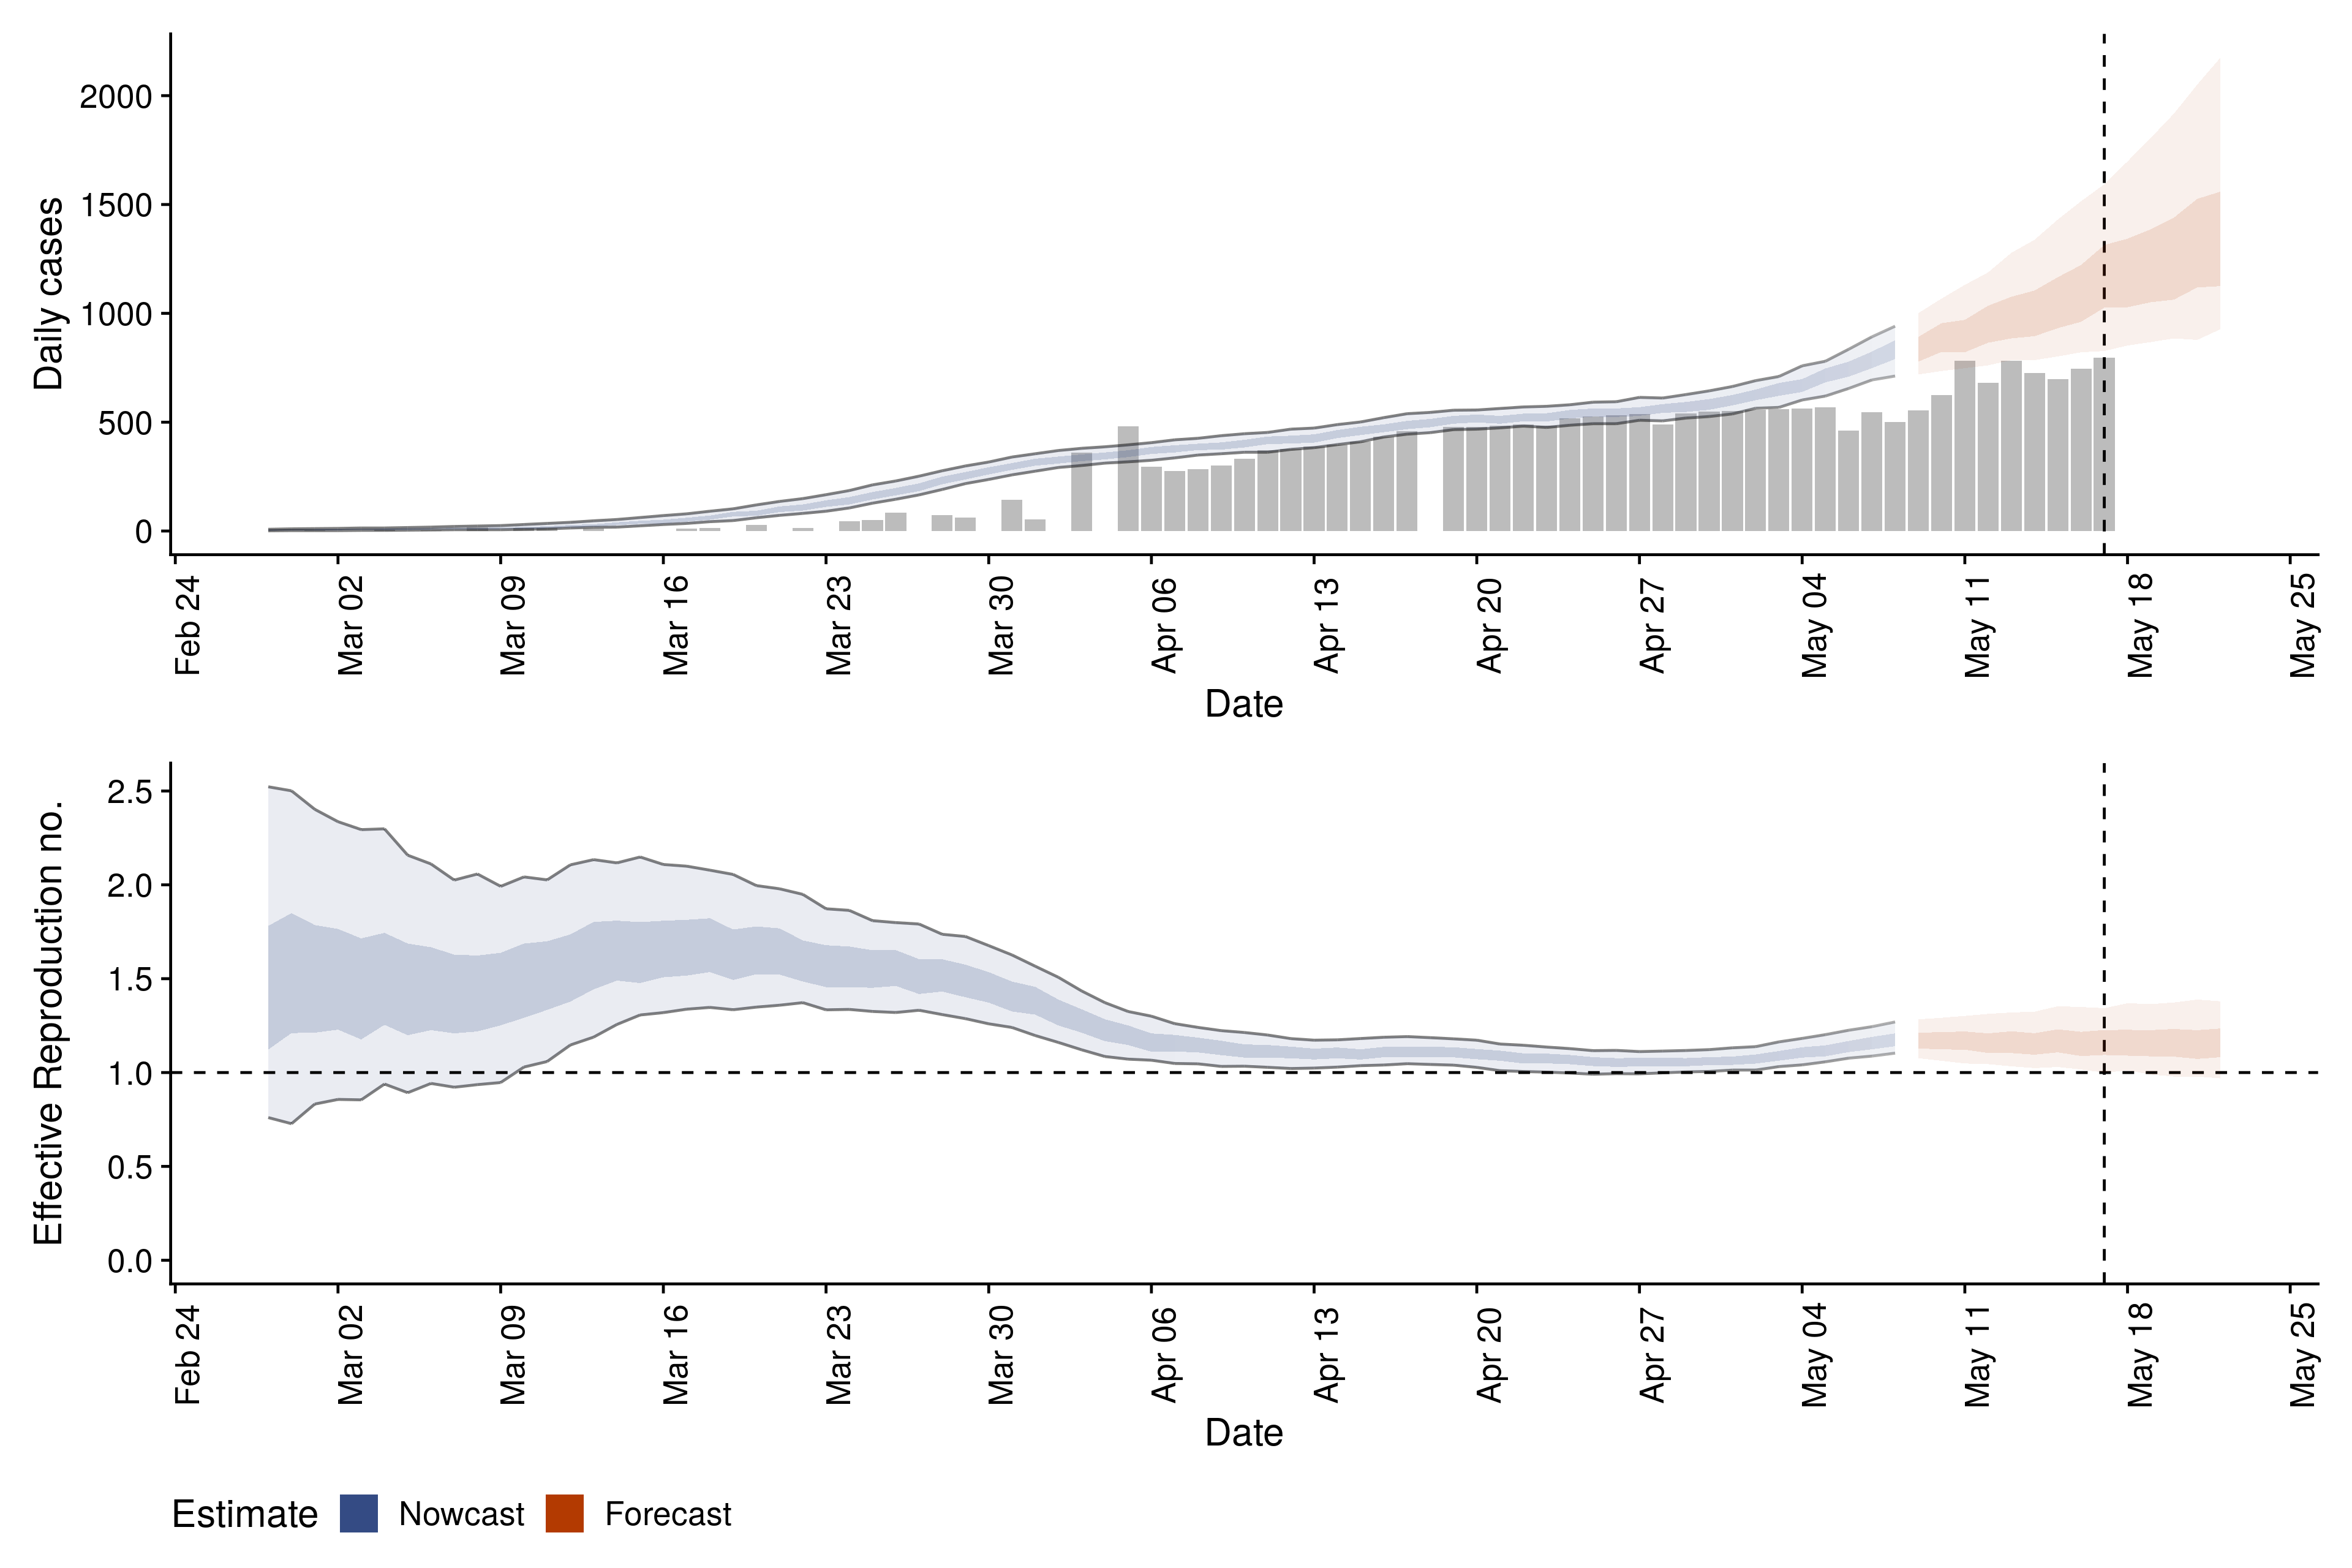 Daily cases
2000
1500
1000
500
0
Feb 24
Mar 02
Mar 09
Mar 16
Mar 23
Mar 30
Apr 06
Apr 13
Apr 20
Apr 27
May 04
May 11
May 18
May 25
Date
Effective Reproduction no.
2.5
2.0
1.5
1.0
0.5
0.0
Feb 24
Mar 02
Mar 09
Mar 16
Mar 23
Mar 30
Apr 06
Apr 13
Apr 20
Apr 27
May 04
May 11
May 18
May 25
Date
Estimate Nowcast Forecast